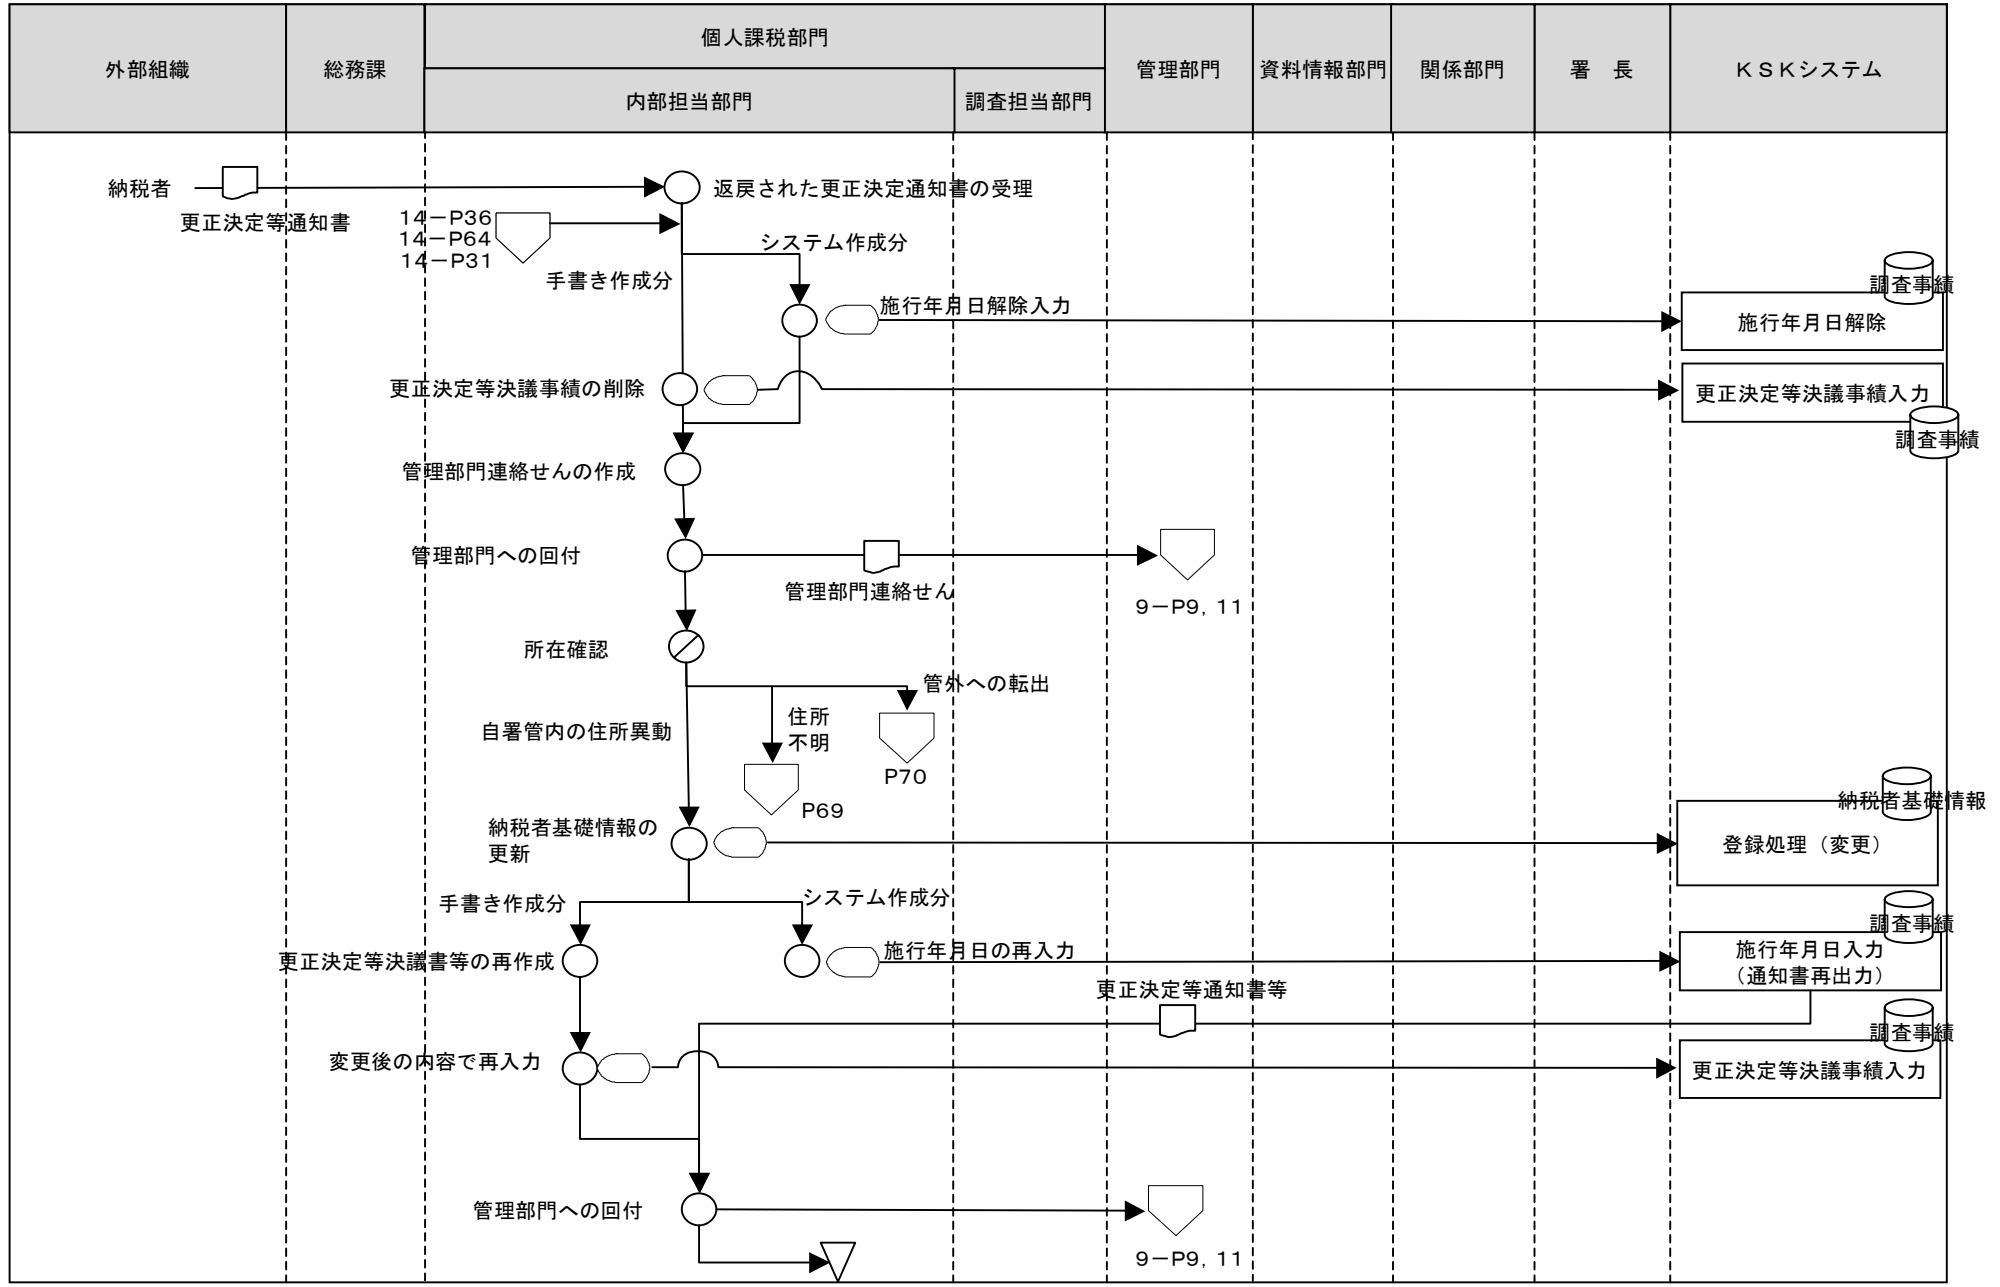 外部組織
総務課
個人課税部門
内部担当部門
調査担当部門
管理部門
資料情報部門
関係部門
署　長
ＫＳＫシステム
納税者
更正決定等通知書
返戻された更正決定通知書の受理
14－P36
14－P64
14－P31
システム作成分
手書き作成分
施行年月日解除入力
調査事績
施行年月日解除
更正決定等決議事績の削除
更正決定等決議事績入力
調査事績
管理部門連絡せんの作成
管理部門への回付
管理部門連絡せん
9－P9，11
所在確認
管外への転出
自署管内の住所異動
住所
不明
P70
P69
納税者基礎情報
納税者基礎情報の
更新
登録処理（変更）
手書き作成分
システム作成分
調査事績
更正決定等決議書等の再作成
施行年月日の再入力
施行年月日入力
（通知書再出力）
更正決定等通知書等
調査事績
変更後の内容で再入力
更正決定等決議事績入力
管理部門への回付
9－P9，11